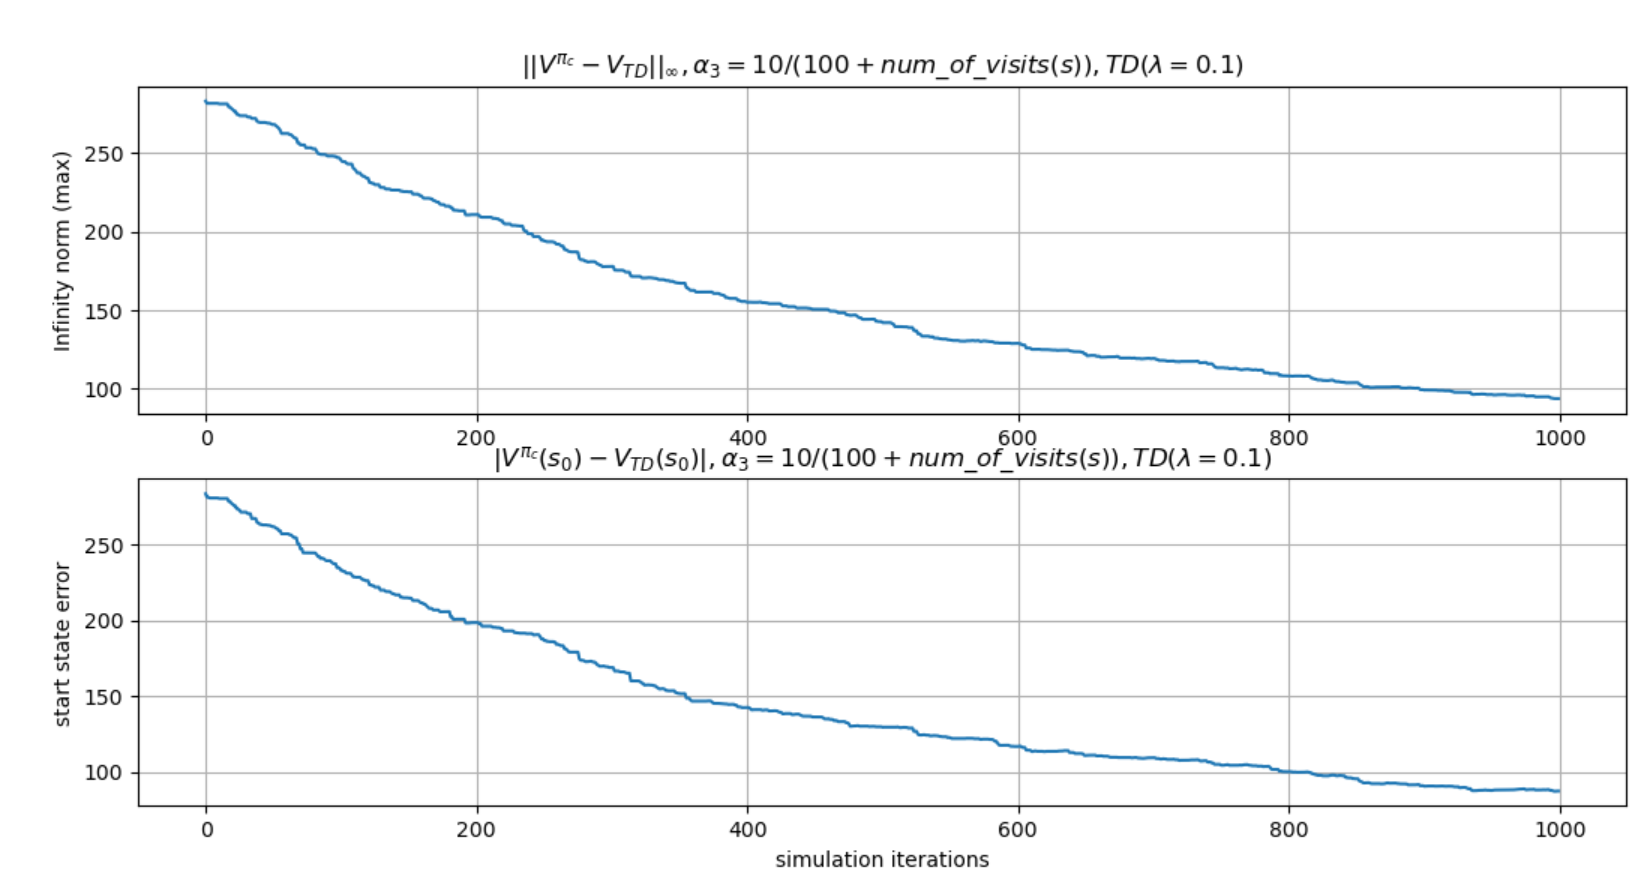 ||V^{π_c} − V_{TD}||_∞, α_3 = 10/(100 + num_of_visits(s)), TD(λ = 0.1)
Infinity norm (max)
250
200
150
100
0 200 400 600 800 1000
|V^{π_c}(s_0) − V_{TD}(s_0)|, α_3 = 10/(100 + num_of_visits(s)), TD(λ = 0.1)
start state error
250
200
150
100
0 200 400 600 800 1000
simulation iterations